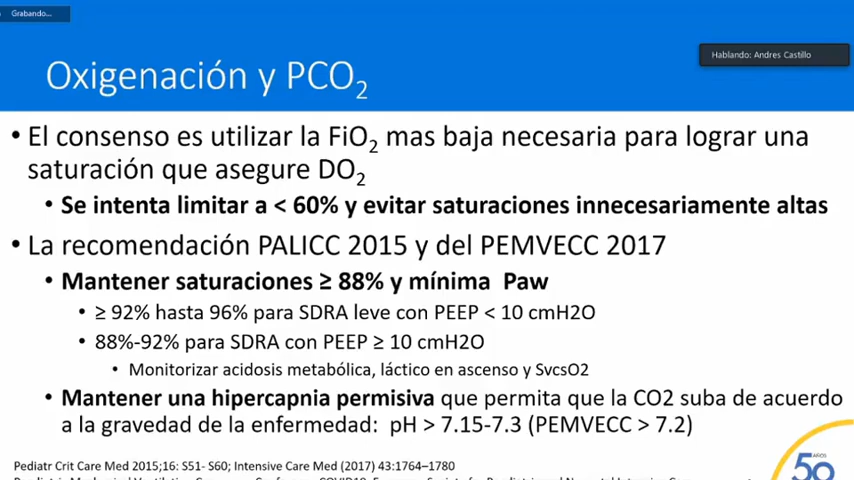 Grabando...
Hablando: Andres Castillo
Oxigenación y PCO2
• El consenso es utilizar la FiO2 mas baja necesaria para lograr una
saturación que asegure DO2
• Se intenta limitar a < 60% y evitar saturaciones innecesariamente altas
• La recomendación PALICC 2015 y del PEMVECC 2017
• Mantener saturaciones ≥ 88% y mínima Paw
• ≥ 92% hasta 96% para SDRA leve con PEEP < 10 cmH2O
• 88%-92% para SDRA con PEEP ≥ 10 cmH2O
• Monitorizar acidosis metabólica, láctico en ascenso y SvcsO2
• Mantener una hipercapnia permisiva que permita que la CO2 suba de acuerdo
a la gravedad de la enfermedad: pH > 7.15-7.3 (PEMVECC > 7.2)
Pediatr Crit Care Med 2015;16: S51- S60; Intensive Care Med (2017) 43:1764–1780
50
AÑOS